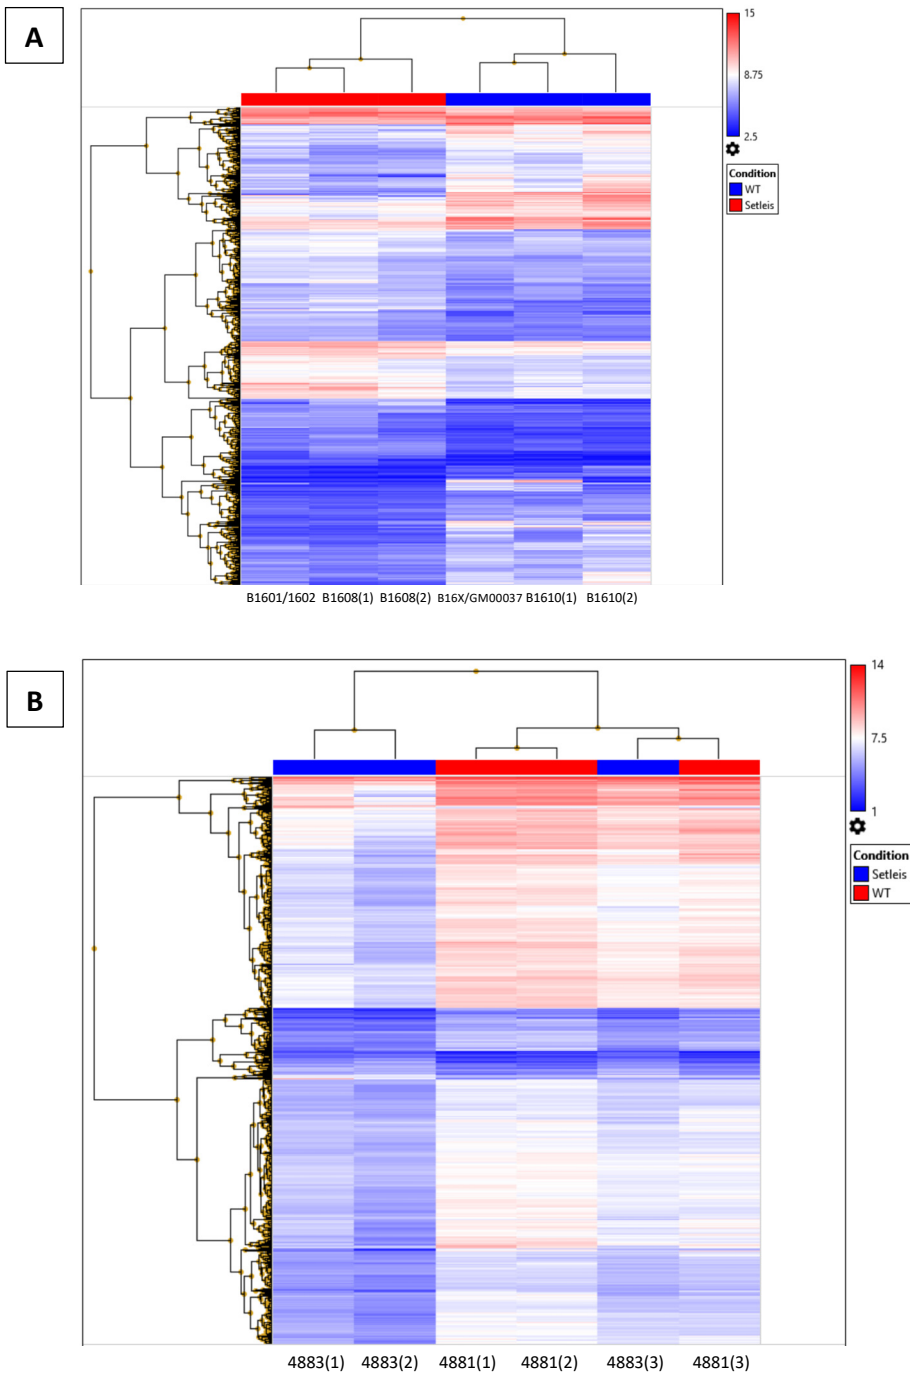 A
15
8.75
2.5
Condition
WT
Setleis
B1601/1602 B1608(1) B1608(2) B16X/GM00037 B1610(1) B1610(2)
B
14
7.5
1
Condition
Setleis
WT
4883(1) 4883(2) 4881(1) 4881(2) 4883(3) 4881(3)